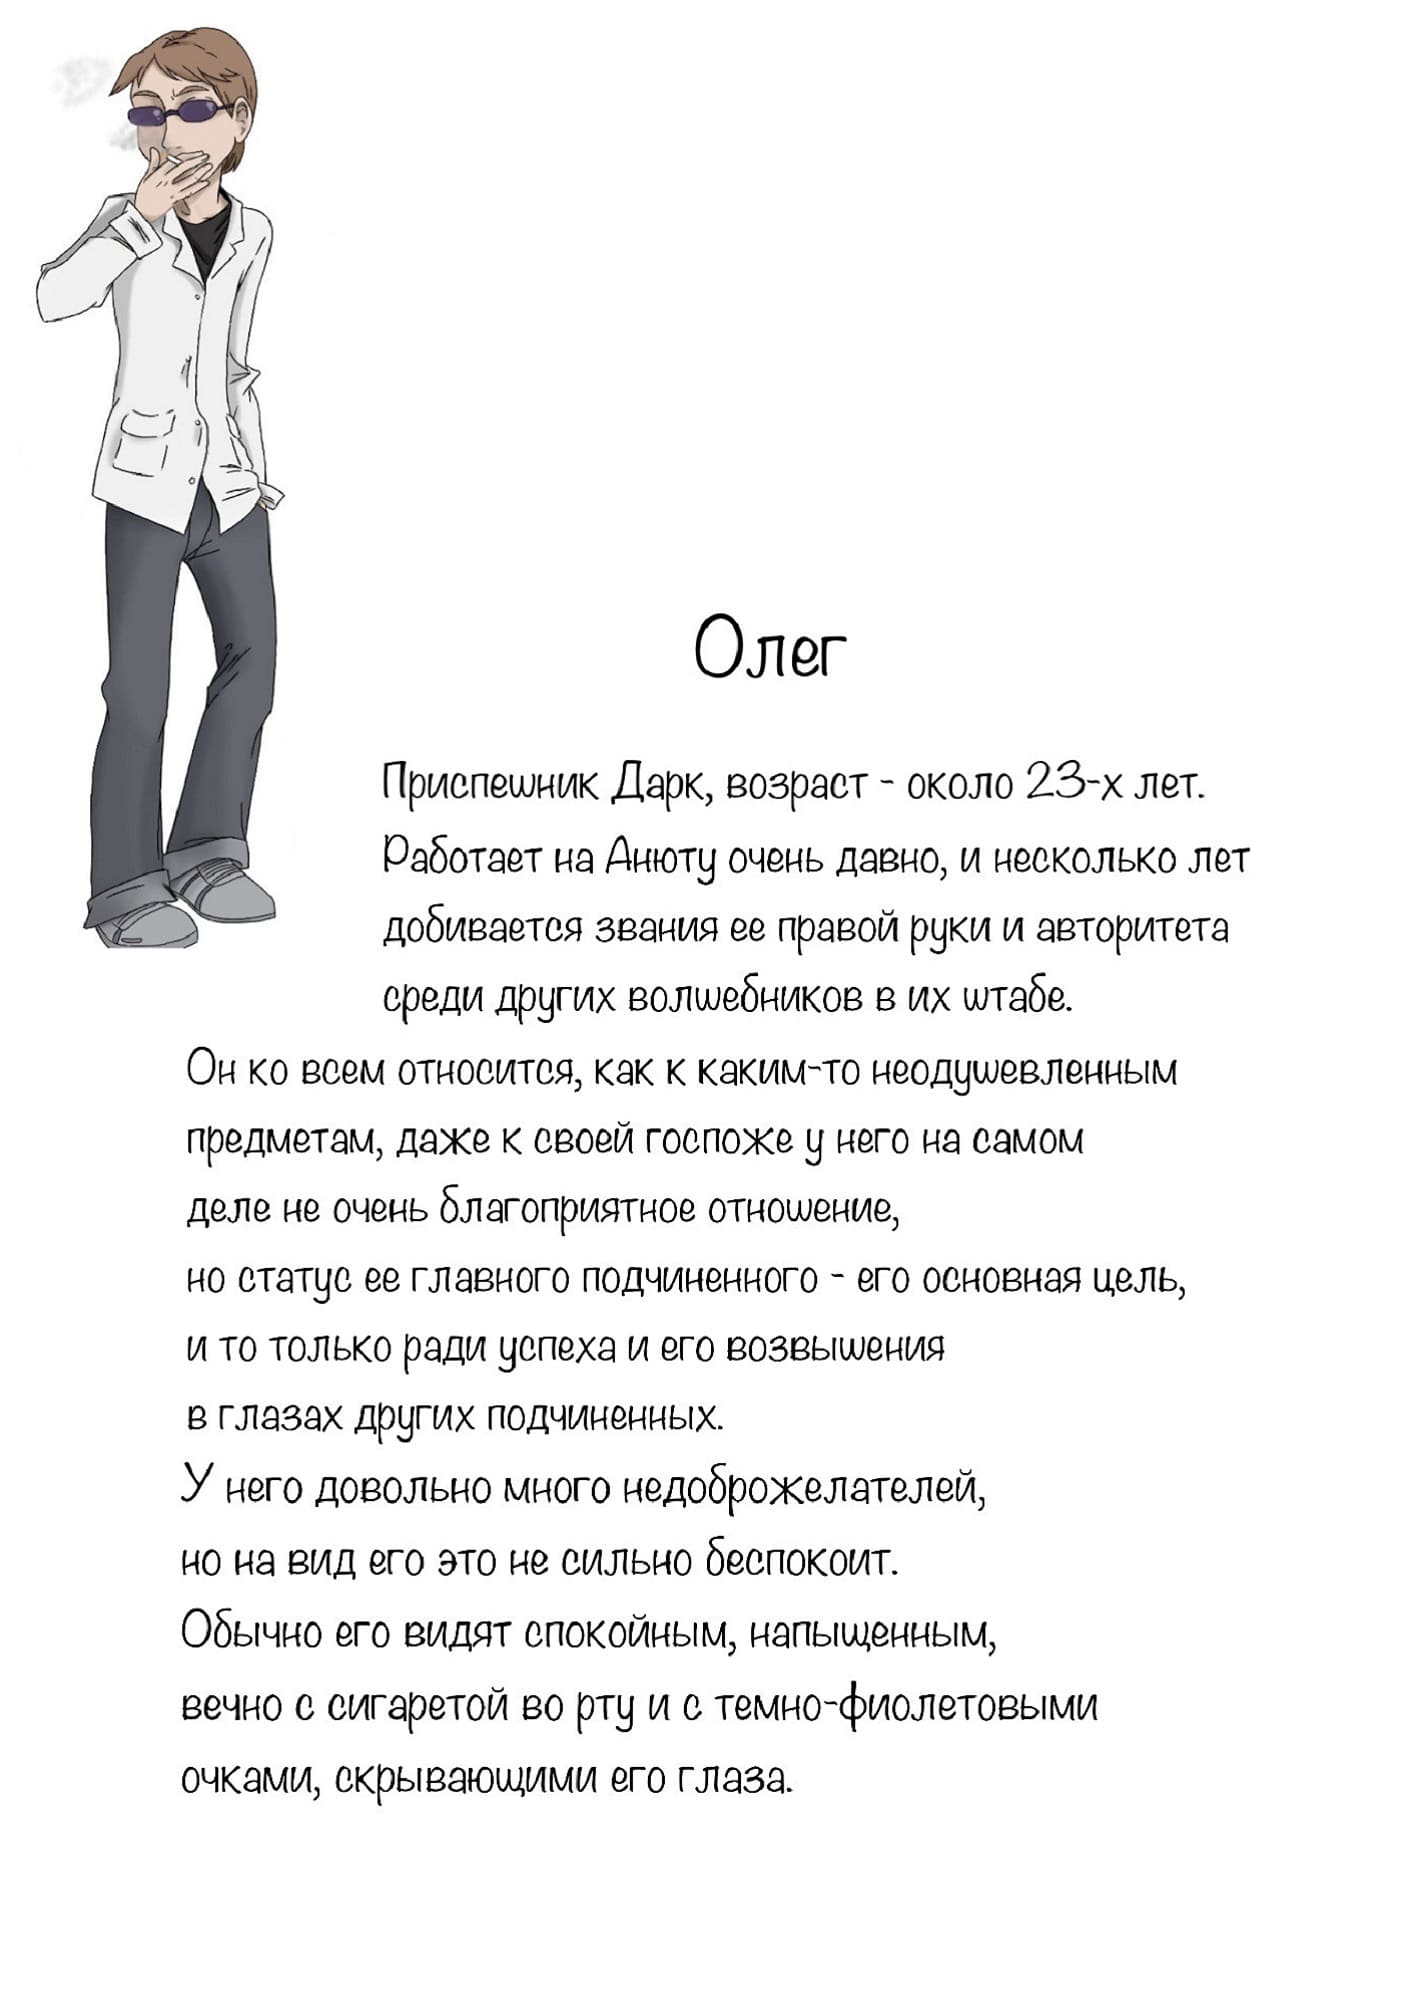 Олег
Приспешник Дарк, возраст - около 23-х лет.
Работает на Анюту очень давно, и несколько лет
добивается звания ее правой руки и авторитета
среди других волшебников в их штабе.
Он ко всем относится, как к каким-то неодушевленным
предметам, даже к своей госпоже у него на самом
деле не очень благоприятное отношение,
но статус ее главного подчиненного - его основная цель,
и то только ради успеха и его возвышения
в глазах других подчиненных.
У него довольно много недоброжелателей,
но на вид его это не сильно беспокоит.
Обычно его видят спокойным, напыщенным,
вечно с сигаретой во рту и с темно-фиолетовыми
очками, скрывающими его глаза.